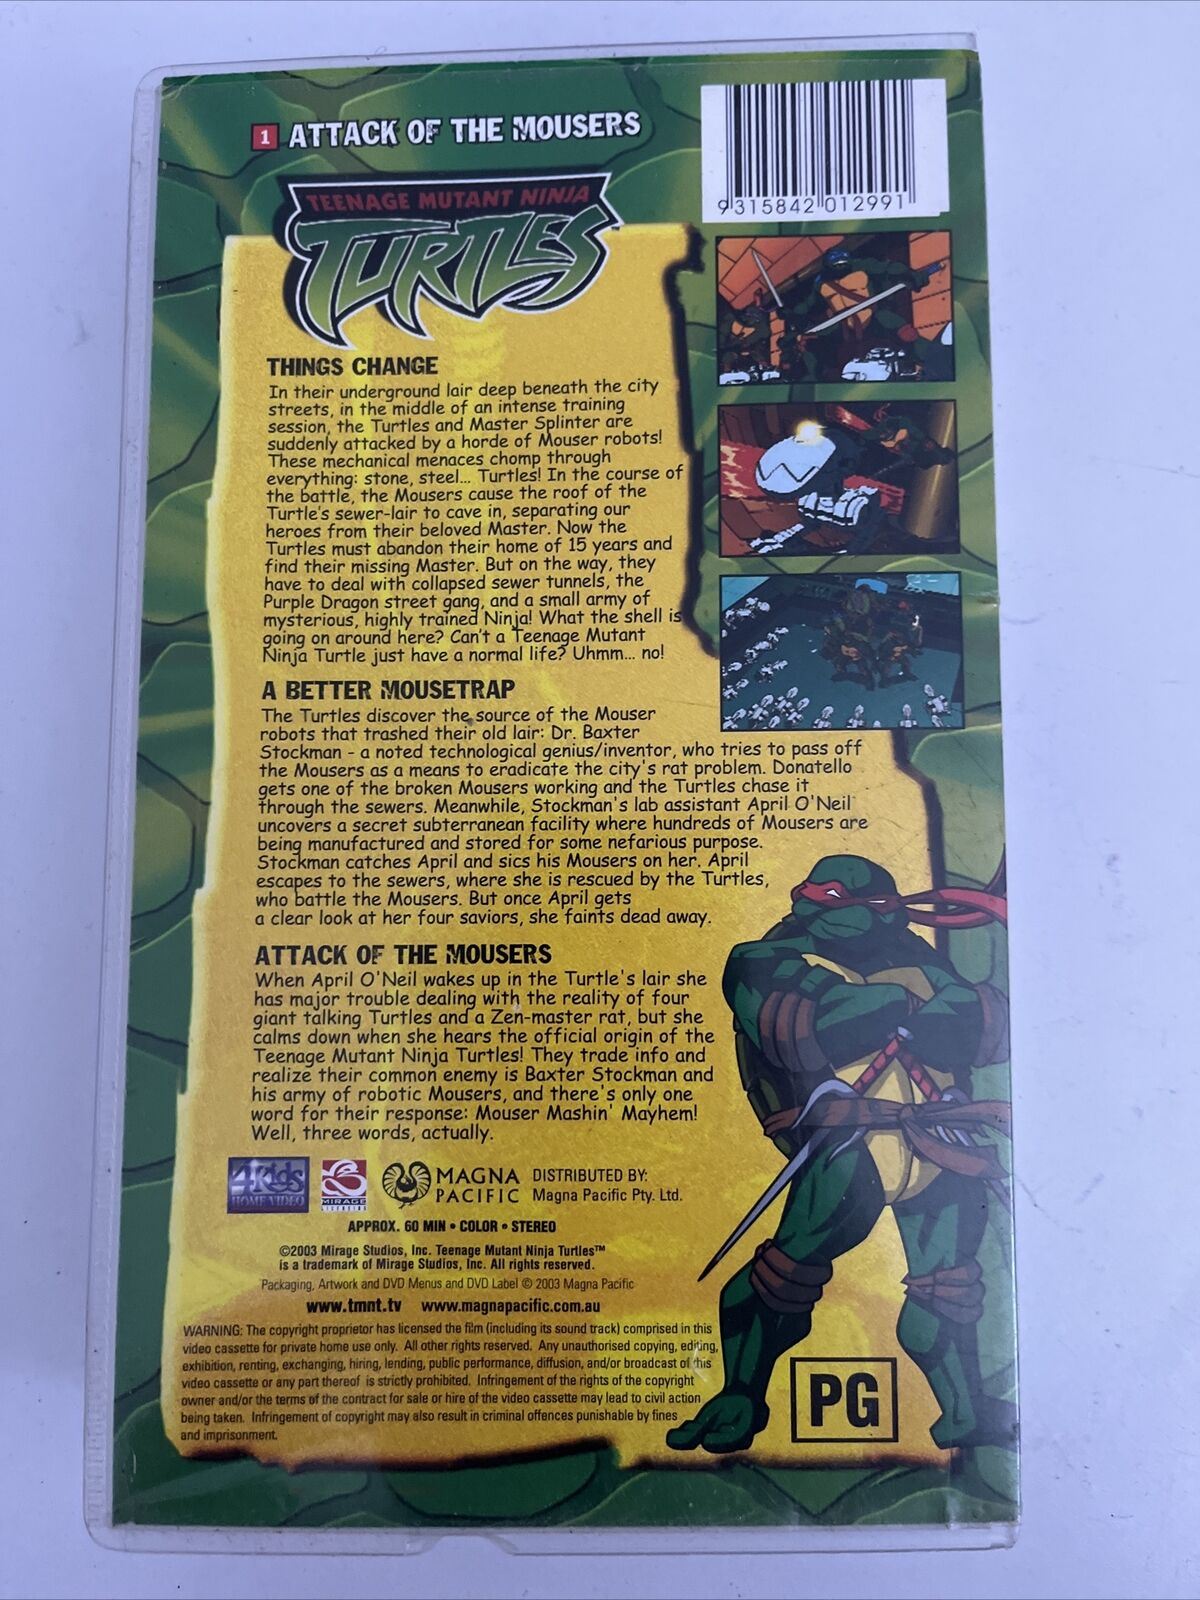 1 ATTACK OF THE MOUSERS
9 315842 012991
TEENAGE MUTANT NINJA
TURTLES
THINGS CHANGE
In their underground lair deep beneath the city
streets, in the middle of an intense training
session, the Turtles and Master Splinter are
suddenly attacked by a horde of Mouser robots!
These mechanical menaces chomp through
everything: stone, steel... Turtles! In the course of
the battle, the Mousers cause the roof of the
Turtle's sewer-lair to cave in, separating our
heroes from their beloved Master. Now the
Turtles must abandon their home of 15 years and
find their missing Master. But on the way, they
have to deal with collapsed sewer tunnels, the
Purple Dragon street gang, and a small army of
mysterious, highly trained Ninja! What the shell is
going on around here? Can't a Teenage Mutant
Ninja Turtle just have a normal life? Uhmm... no!
A BETTER MOUSETRAP
The Turtles discover the source of the Mouser
robots that trashed their old lair: Dr. Baxter
Stockman - a noted technological genius/inventor, who tries to pass off
the Mousers as a means to eradicate the city's rat problem. Donatello
gets one of the broken Mousers working and the Turtles chase it
through the sewers. Meanwhile, Stockman's lab assistant April O'Neil
uncovers a secret subterranean facility where hundreds of Mousers are
being manufactured and stored for some nefarious purpose.
Stockman catches April and sics his Mousers on her. April
escapes to the sewers, where she is rescued by the Turtles,
who battle the Mousers. But once April gets
a clear look at her four saviors, she faints dead away.
ATTACK OF THE MOUSERS
When April O'Neil wakes up in the Turtle's lair she
has major trouble dealing with the reality of four
giant talking Turtles and a Zen-master rat, but she
calms down when she hears the official origin of the
Teenage Mutant Ninja Turtles! They trade info and
realize their common enemy is Baxter Stockman and
his army of robotic Mousers, and there's only one
word for their response: Mouser Mashin' Mayhem!
Well, three words, actually.
4Kids
HOME VIDEO
MIRAGE
LICENSING
MAGNA
PACIFIC
DISTRIBUTED BY:
Magna Pacific Pty. Ltd.
APPROX. 60 MIN • COLOR • STEREO
©2003 Mirage Studios, Inc. Teenage Mutant Ninja Turtles™
is a trademark of Mirage Studios, Inc. All rights reserved.
Packaging, Artwork and DVD Menus and DVD Label © 2003 Magna Pacific
www.tmnt.tv www.magnapacific.com.au
WARNING: The copyright proprietor has licensed the film (including its sound track) comprised in this
video cassette for private home use only. All other rights reserved. Any unauthorised copying, editing,
exhibition, renting, exchanging, hiring, lending, public performance, diffusion, and/or broadcast of this
video cassette or any part thereof is strictly prohibited. Infringement of the rights of the copyright
owner and/or the terms of the contract for sale or hire of the video cassette may lead to civil action
being taken. Infringement of copyright may also result in criminal offences punishable by fines
and imprisonment.
PG